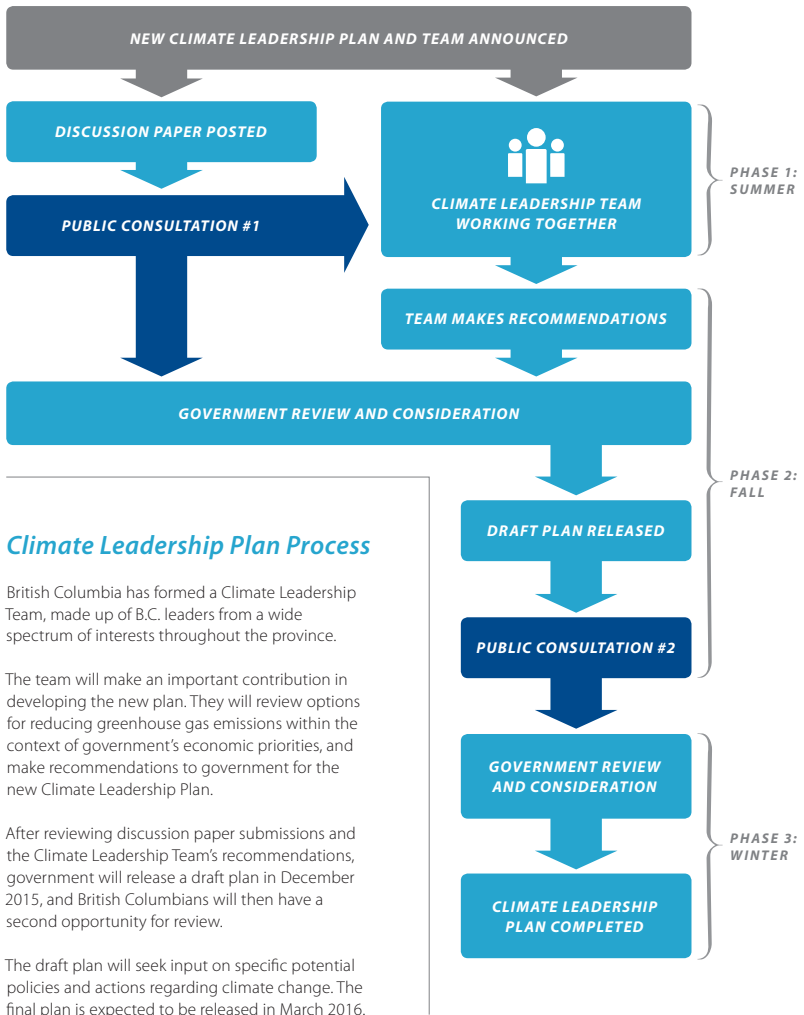 NEW CLIMATE LEADERSHIP PLAN AND TEAM ANNOUNCED
DISCUSSION PAPER POSTED
PUBLIC CONSULTATION #1
CLIMATE LEADERSHIP TEAM
WORKING TOGETHER
PHASE 1:
SUMMER
TEAM MAKES RECOMMENDATIONS
GOVERNMENT REVIEW AND CONSIDERATION
DRAFT PLAN RELEASED
PUBLIC CONSULTATION #2
PHASE 2:
FALL
GOVERNMENT REVIEW
AND CONSIDERATION
CLIMATE LEADERSHIP
PLAN COMPLETED
PHASE 3:
WINTER
Climate Leadership Plan Process
British Columbia has formed a Climate Leadership
Team, made up of B.C. leaders from a wide
spectrum of interests throughout the province.
The team will make an important contribution in
developing the new plan. They will review options
for reducing greenhouse gas emissions within the
context of government's economic priorities, and
make recommendations to government for the
new Climate Leadership Plan.
After reviewing discussion paper submissions and
the Climate Leadership Team's recommendations,
government will release a draft plan in December
2015, and British Columbians will then have a
second opportunity for review.
The draft plan will seek input on specific potential
policies and actions regarding climate change. The
final plan is expected to be released in March 2016.